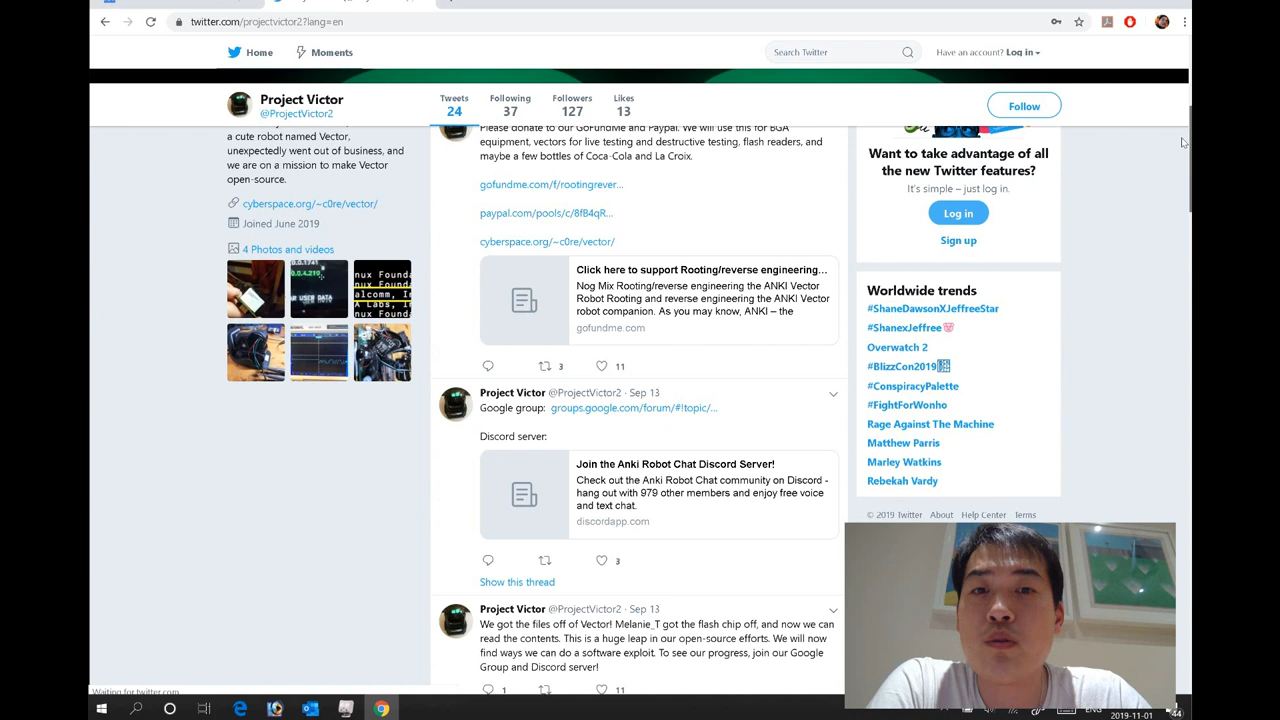 twitter.com/projectvictor2?lang=en
Home
Moments
Search Twitter
Have an account? Log in
Project Victor
@ProjectVictor2
Tweets
24
Following
37
Followers
127
Likes
13
Follow
a cute robot named Vector,
unexpectedly went out of business, and
we are on a mission to make Vector
open-source.
cyberspace.org/~c0re/vector/
Joined June 2019
4 Photos and videos
Please donate to our GoFundMe and Paypal. We will use this for BGA
equipment, vectors for live testing and destructive testing, flash readers, and
maybe a few bottles of Coca-Cola and La Croix.
gofundme.com/f/rootingrever...
paypal.com/pools/c/8fB4qR...
cyberspace.org/~c0re/vector/
Click here to support Rooting/reverse engineering...
Nog Mix Rooting/reverse engineering the ANKI Vector
Robot Rooting and reverse engineering the ANKI Vector
robot companion. As you may know, ANKI – the
gofundme.com
3
11
Project Victor @ProjectVictor2 · Sep 13
Google group: groups.google.com/forum/#!topic/...
Discord server:
Join the Anki Robot Chat Discord Server!
Check out the Anki Robot Chat community on Discord -
hang out with 979 other members and enjoy free voice
and text chat.
discordapp.com
3
Show this thread
Project Victor @ProjectVictor2 · Sep 13
We got the files off of Vector! Melanie_T got the flash chip off, and now we can
read the contents. This is a huge leap in our open-source efforts. We will now
find ways we can do a software exploit. To see our progress, join our Google
Group and Discord server!
1
11
Want to take advantage of all
the new Twitter features?
It's simple – just log in.
Log in
Sign up
Worldwide trends
#ShaneDawsonXJeffreeStar
#ShanexJeffree
Overwatch 2
#BlizzCon2019
#ConspiracyPalette
#FightForWonho
Rage Against The Machine
Matthew Parris
Marley Watkins
Rebekah Vardy
© 2019 Twitter About Help Center Terms
Waiting for twitter.com
ENG
2019-11-01
44